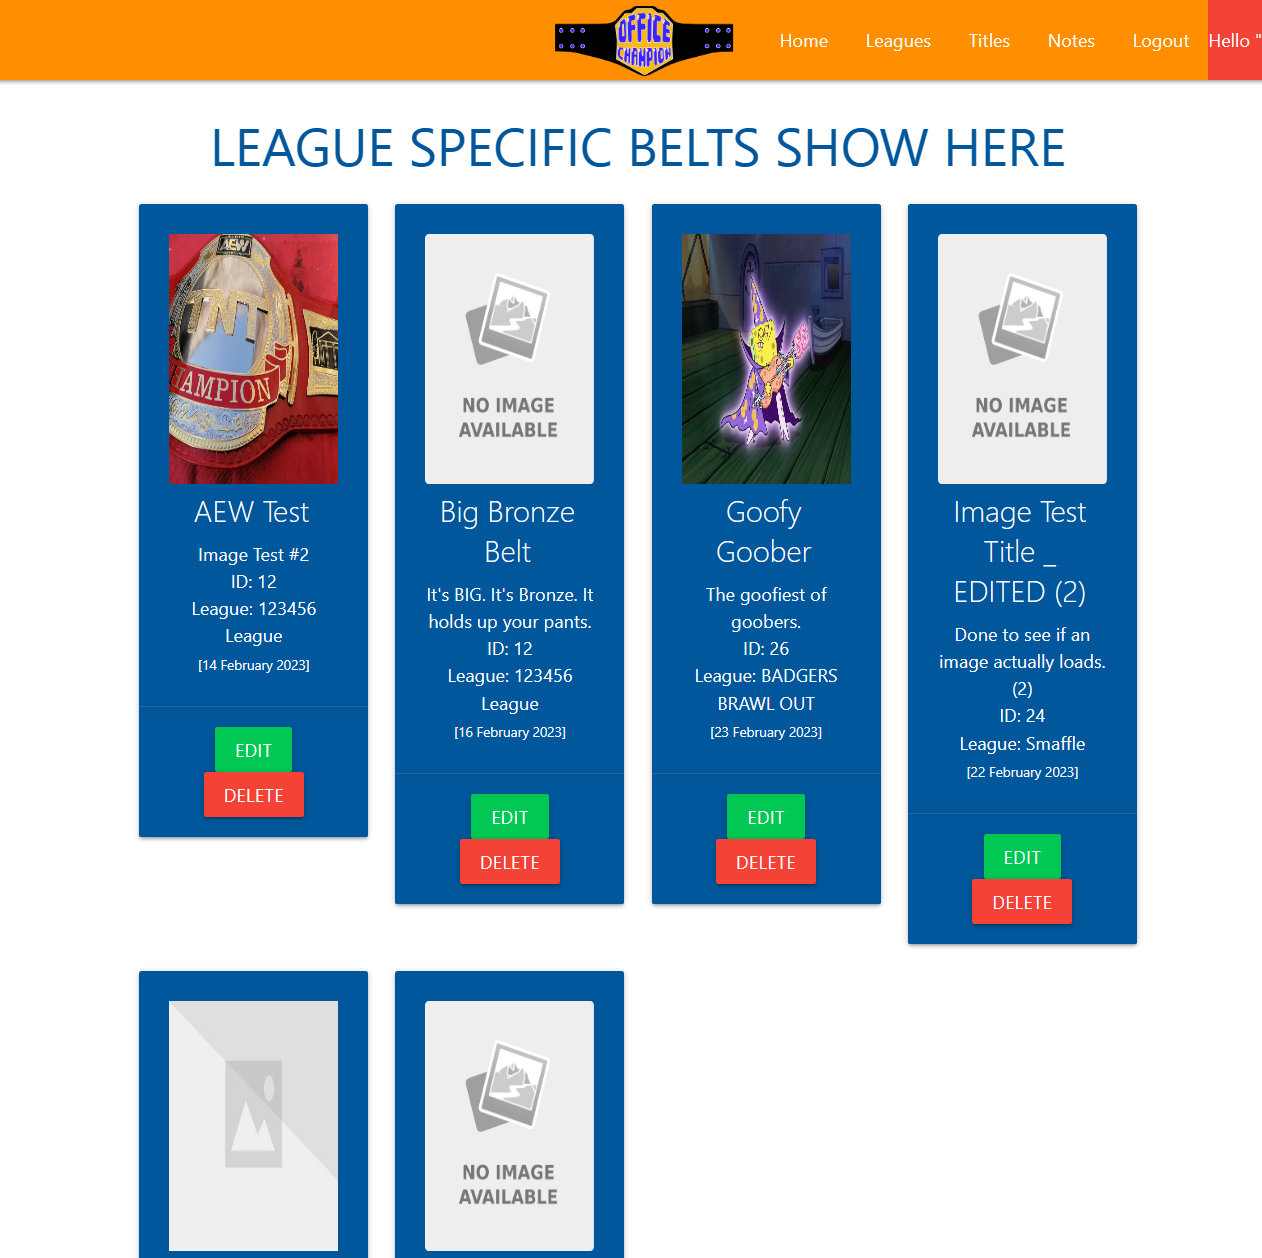 OFFICE
CHAMPION
Home
Leagues
Titles
Notes
Logout
Hello "
LEAGUE SPECIFIC BELTS SHOW HERE
AEW
TNT
HAMPION
AEW Test
Image Test #2
ID: 12
League: 123456
League
[14 February 2023]
EDIT
DELETE
NO IMAGE
AVAILABLE
Big Bronze
Belt
It's BIG. It's Bronze. It
holds up your pants.
ID: 12
League: 123456
League
[16 February 2023]
EDIT
DELETE
Goofy
Goober
The goofiest of
goobers.
ID: 26
League: BADGERS
BRAWL OUT
[23 February 2023]
EDIT
DELETE
NO IMAGE
AVAILABLE
Image Test
Title _
EDITED (2)
Done to see if an
image actually loads.
(2)
ID: 24
League: Smaffle
[22 February 2023]
EDIT
DELETE
NO IMAGE
AVAILABLE